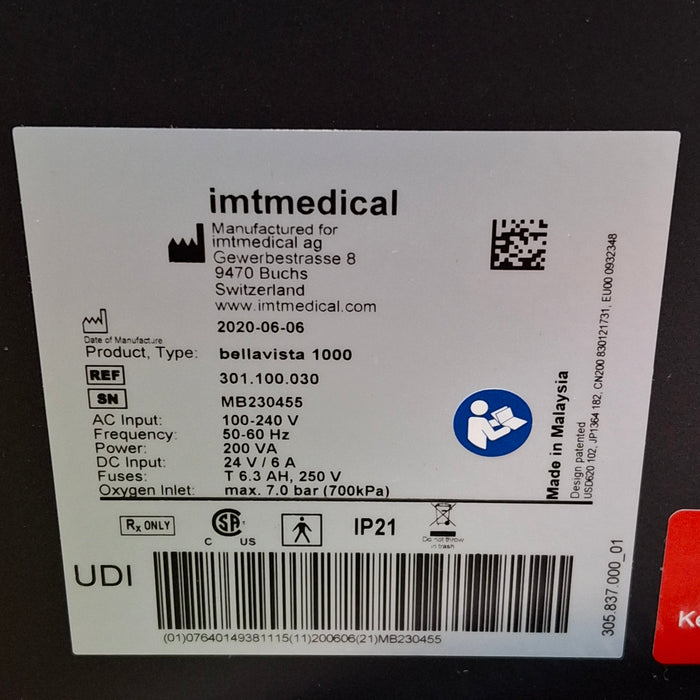 imtmedical
Manufactured for
imtmedical ag
Gewerbestrasse 8
9470 Buchs
Switzerland
www.imtmedical.com
2020-06-06
Date of Manufacture
Product, Type: bellavista 1000
REF 301.100.030
SN MB230455
AC Input: 100-240 V
Frequency: 50-60 Hz
Power: 200 VA
DC Input: 24 V / 6 A
Fuses: T 6.3 AH, 250 V
Oxygen Inlet: max. 7.0 bar (700kPa)
Made in Malaysia
Design patented
USD620 102, JP1364 182, CN200 830121731, EU00 0932348
Rx ONLY
C SA US
IP21
Do not throw
in trash
UDI
(01)07640149381115(11)200606(21)MB230455
305.837.000_01